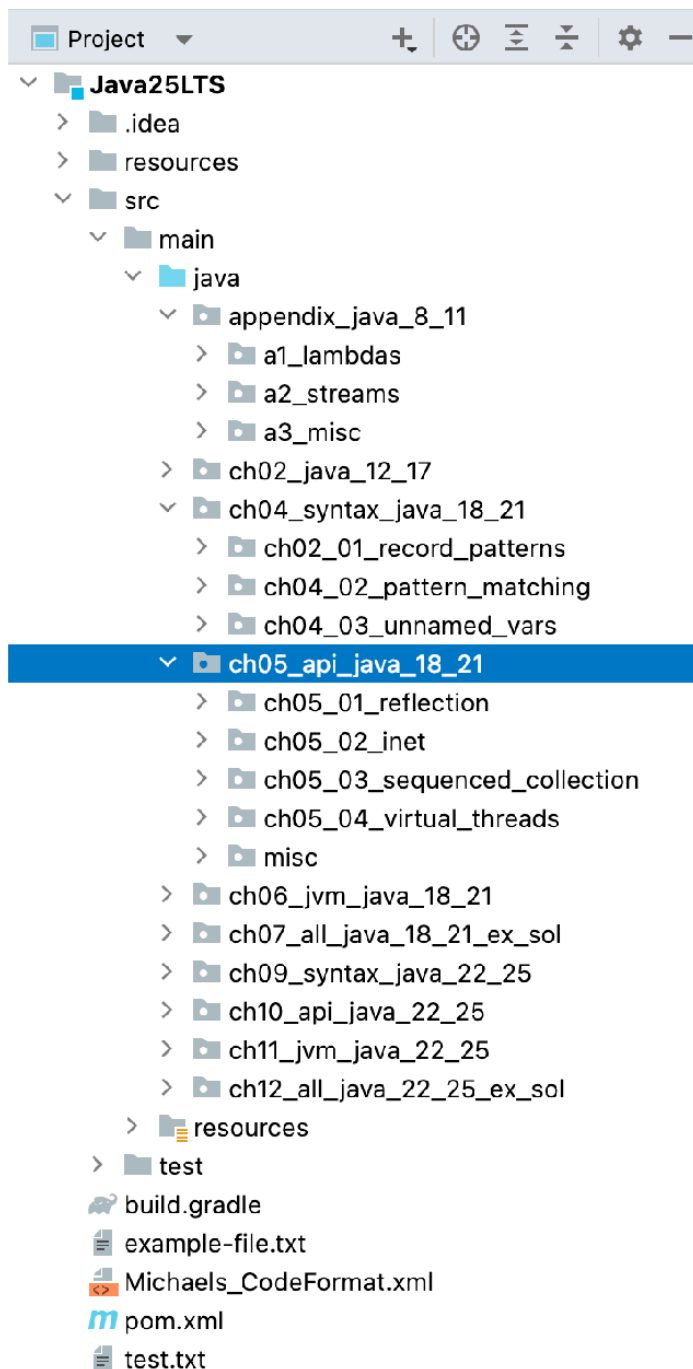 Project
Java25LTS
.idea
resources
src
main
java
appendix_java_8_11
a1_lambdas
a2_streams
a3_misc
ch02_java_12_17
ch04_syntax_java_18_21
ch02_01_record_patterns
ch04_02_pattern_matching
ch04_03_unnamed_vars
ch05_api_java_18_21
ch05_01_reflection
ch05_02_inet
ch05_03_sequenced_collection
ch05_04_virtual_threads
misc
ch06_jvm_java_18_21
ch07_all_java_18_21_ex_sol
ch09_syntax_java_22_25
ch10_api_java_22_25
ch11_jvm_java_22_25
ch12_all_java_22_25_ex_sol
resources
test
build.gradle
example-file.txt
Michaels_CodeFormat.xml
pom.xml
test.txt